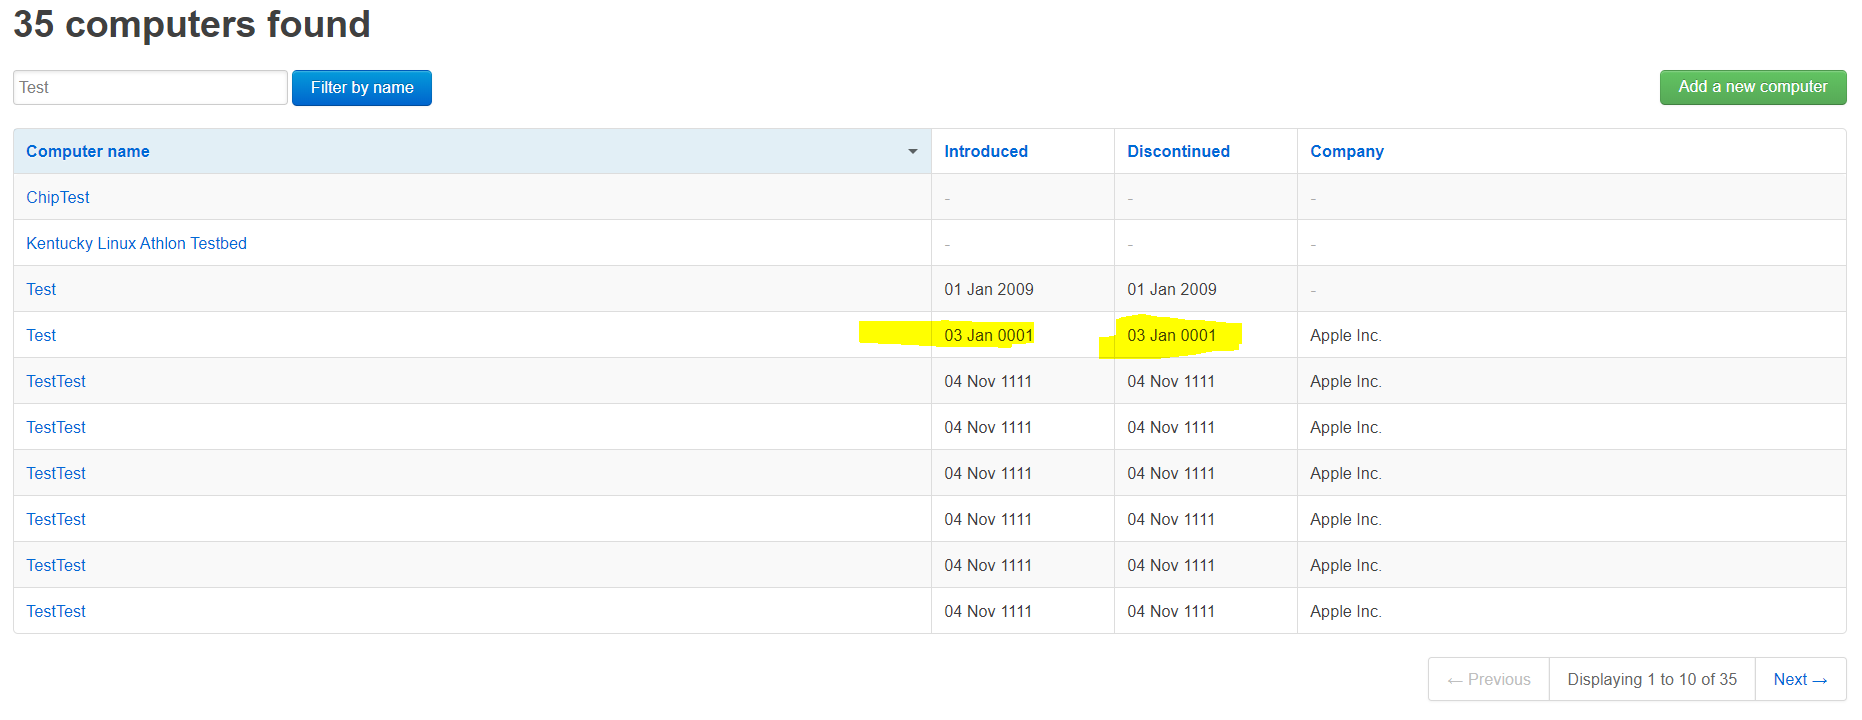 35 computers found
Test Filter by name Add a new computer
Computer name Introduced Discontinued Company
ChipTest - - -
Kentucky Linux Athlon Testbed - - -
Test 01 Jan 2009 01 Jan 2009 -
Test 03 Jan 0001 03 Jan 0001 Apple Inc.
TestTest 04 Nov 1111 04 Nov 1111 Apple Inc.
TestTest 04 Nov 1111 04 Nov 1111 Apple Inc.
TestTest 04 Nov 1111 04 Nov 1111 Apple Inc.
TestTest 04 Nov 1111 04 Nov 1111 Apple Inc.
TestTest 04 Nov 1111 04 Nov 1111 Apple Inc.
TestTest 04 Nov 1111 04 Nov 1111 Apple Inc.
← Previous Displaying 1 to 10 of 35 Next →